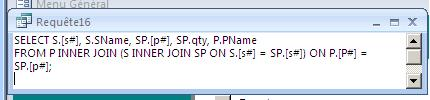 Menu Général
Requête16
SELECT S.[s#], S.SName, SP.[p#], SP.qty, P.PName
FROM P INNER JOIN (S INNER JOIN SP ON S.[s#] = SP.[s#]) ON P.[P#] =
SP.[p#];